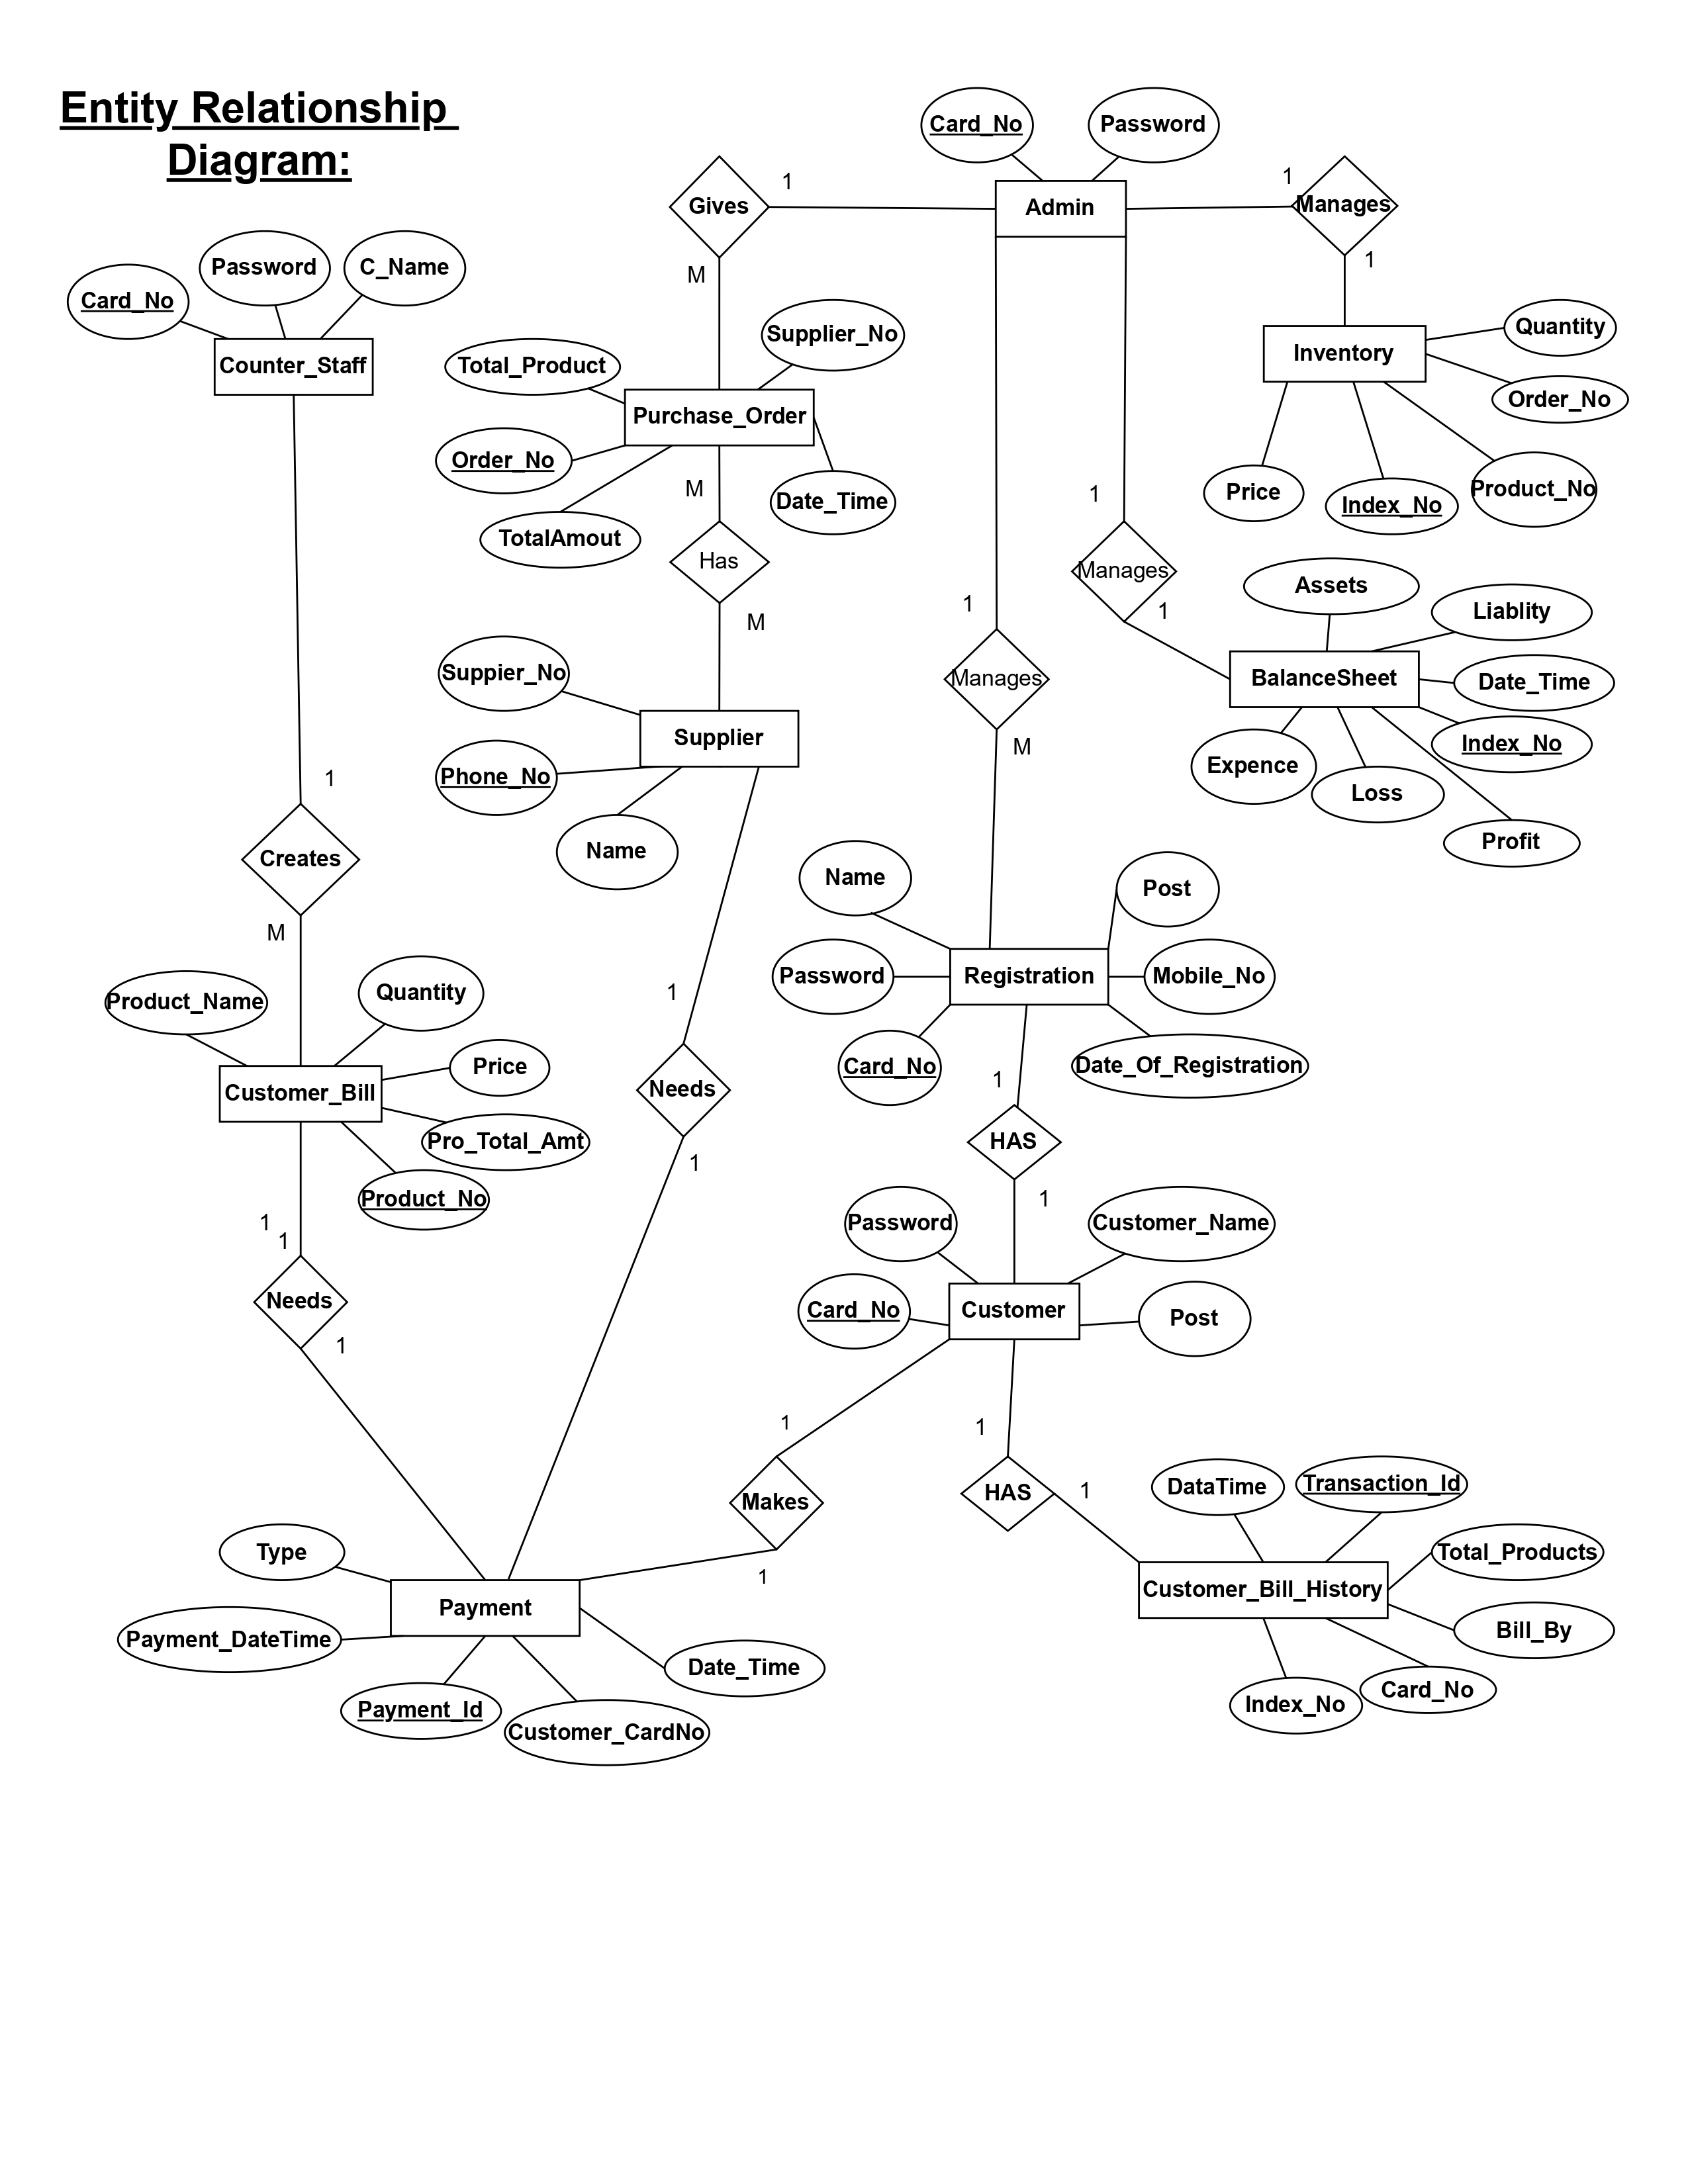 Entity Relationship
Diagram:
Card_No
Password
Gives
1
Admin
1
Manages
M
1
Password
C_Name
Card_No
Counter_Staff
Supplier_No
Total_Product
Purchase_Order
Order_No
Date_Time
TotalAmout
M
Has
M
Inventory
Quantity
Order_No
Price
Index_No
Product_No
1
Manages
1
1
Manages
M
Assets
Liablity
BalanceSheet
Date_Time
Index_No
Expence
Loss
Profit
Suppier_No
Supplier
Phone_No
Name
1
Creates
M
Name
Post
Password
Registration
Mobile_No
Card_No
Date_Of_Registration
Product_Name
Quantity
Price
Customer_Bill
Pro_Total_Amt
Product_No
1
Needs
1
1
HAS
1
1
1
Needs
1
Password
Customer_Name
Card_No
Customer
Post
1
Makes
1
1
HAS
1
DataTime
Transaction_Id
Total_Products
Customer_Bill_History
Bill_By
Card_No
Index_No
Type
Payment
Payment_DateTime
Date_Time
Payment_Id
Customer_CardNo